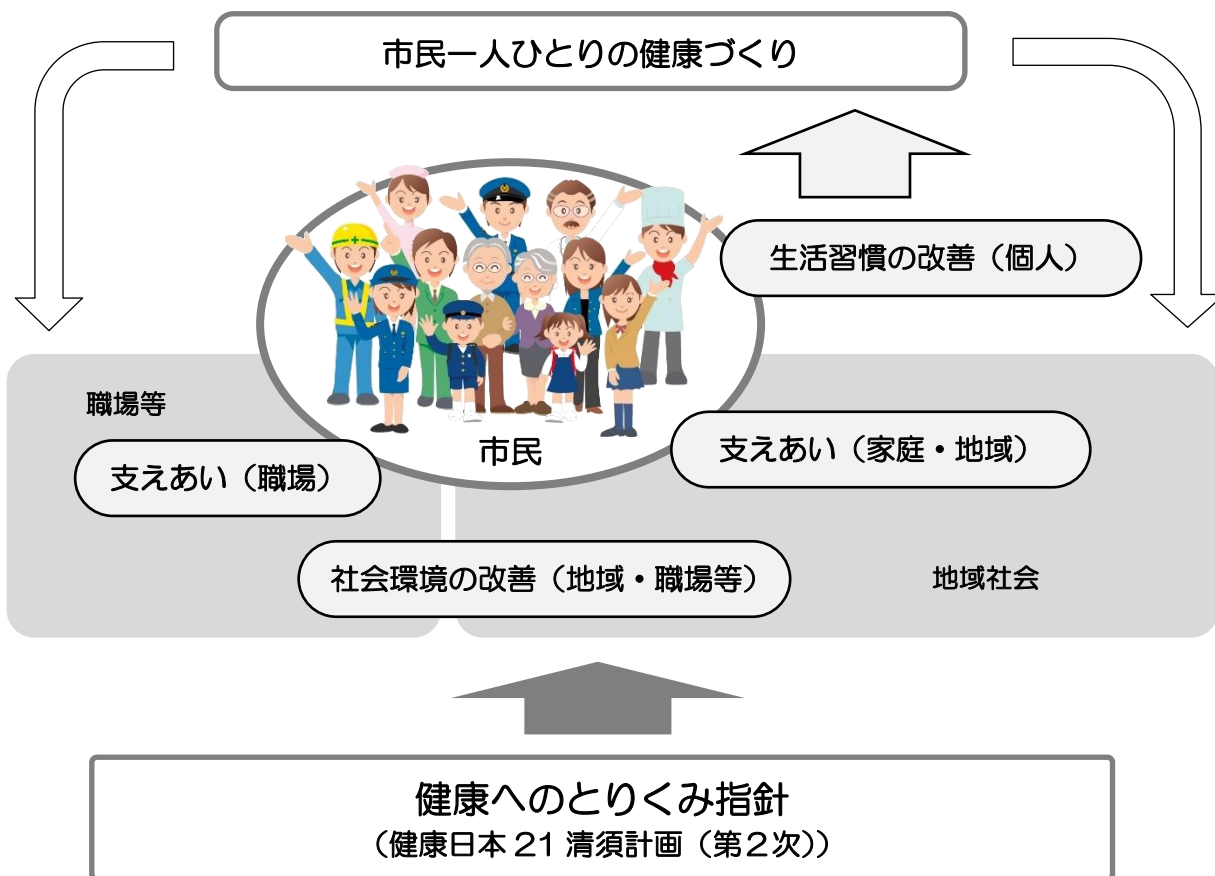 市民一人ひとりの健康づくり
生活習慣の改善（個人）
職場等
市民
支えあい（家庭・地域）
支えあい（職場）
社会環境の改善（地域・職場等）
地域社会
健康へのとりくみ指針
（健康日本 21 清須計画（第２次））